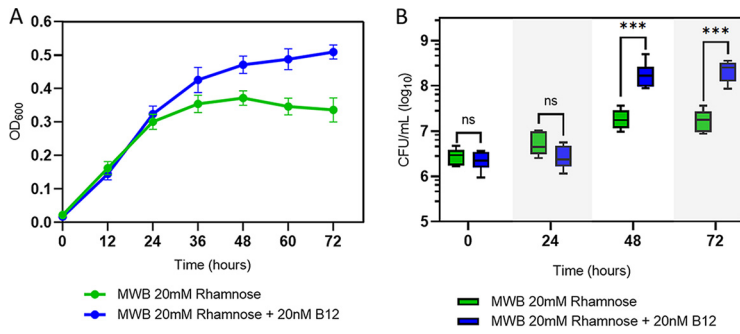 A
OD600
0.6
0.5
0.4
0.3
0.2
0.1
0.0
0 12 24 36 48 60 72
Time (hours)
MWB 20mM Rhamnose
MWB 20mM Rhamnose + 20nM B12
B
CFU/mL (log10)
9
8
7
6
5
ns
ns
***
***
0 24 48 72
Time (hours)
MWB 20mM Rhamnose
MWB 20mM Rhamnose + 20nM B12